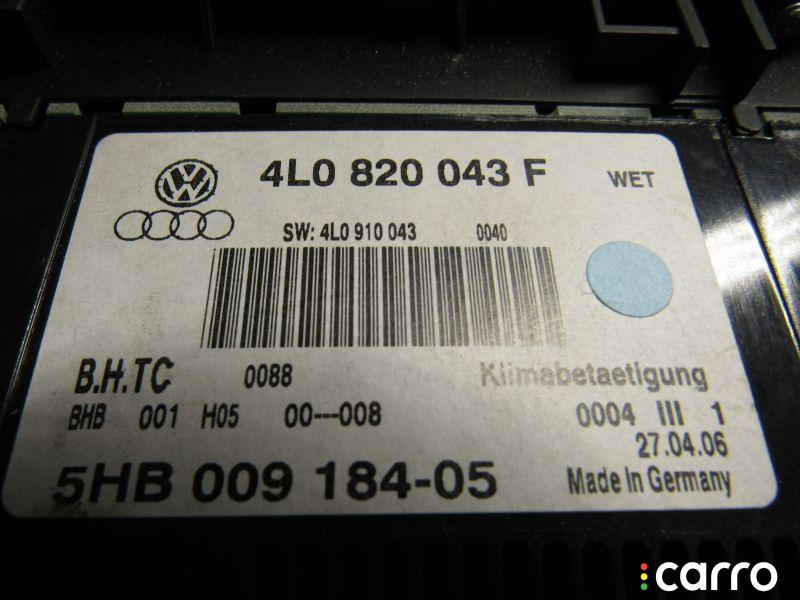 4L0 820 043 F WET
SW: 4L0 910 043 0040
B.H.TC 0088 Klimabetaetigung
BHB 001 H05 00---008 0004 III 1
27.04.06
5HB 009 184-05 Made In Germany
carro